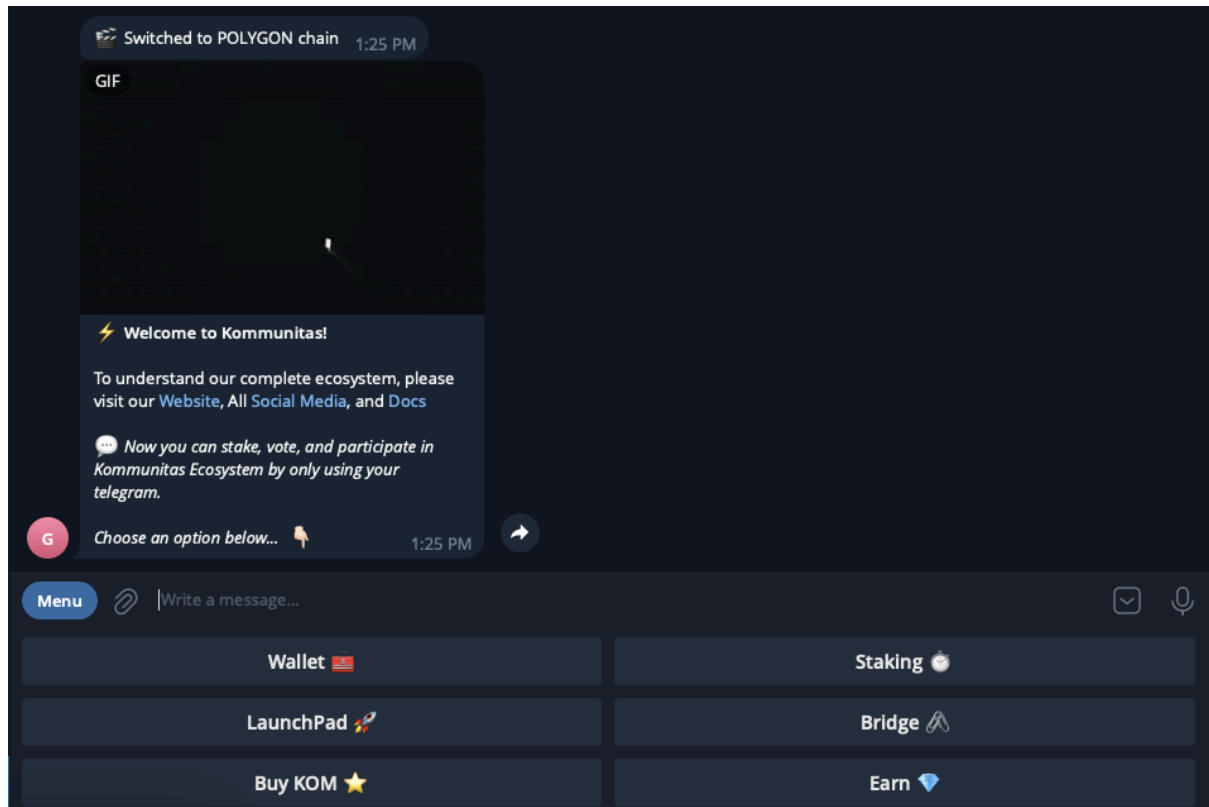 🎬 Switched to POLYGON chain 1:25 PM
GIF
⚡ Welcome to Kommunitas!
To understand our complete ecosystem, please
visit our Website, All Social Media, and Docs
💬 Now you can stake, vote, and participate in
Kommunitas Ecosystem by only using your
telegram.
Choose an option below... 👇🏻 1:25 PM
G
Menu Write a message...
Wallet 🧰 Staking ⏱
LaunchPad 🚀 Bridge 🖇
Buy KOM ⭐ Earn 💎